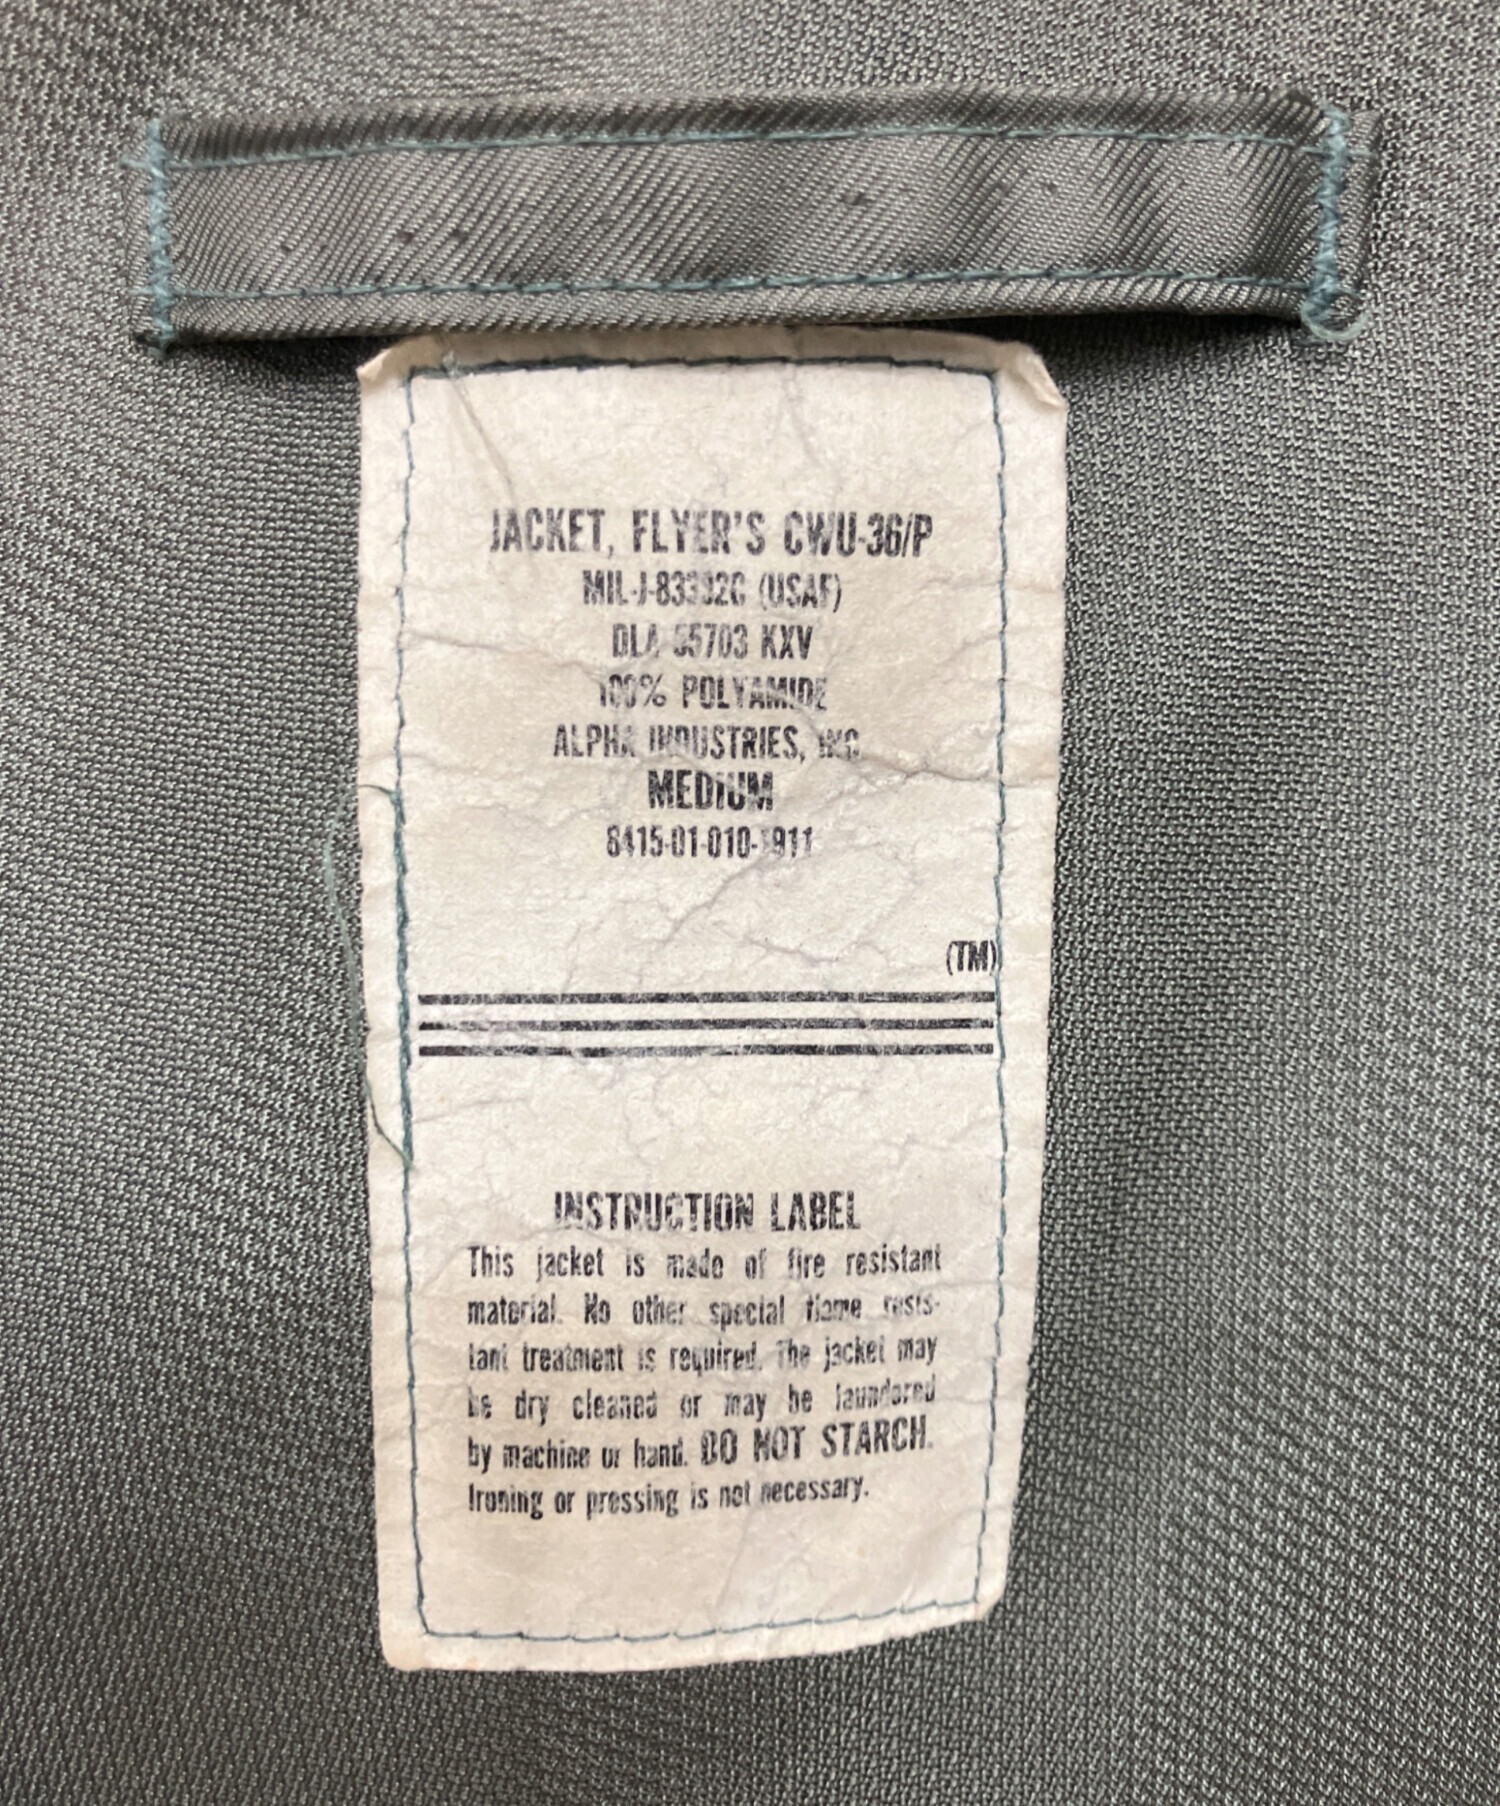 JACKET, FLYER'S CWU-36/P
MIL-J-83392C (USAF)
DLA 55703 KXV
100% POLYAMIDE
ALPHA INDUSTRIES, INC
MEDIUM
8415-01-010-1911
(TM)
INSTRUCTION LABEL
This jacket is made of fire resistant
material. No other special flame resis-
tant treatment is required. The jacket may
be dry cleaned or may be laundered
by machine or hand. DO NOT STARCH.
Ironing or pressing is not necessary.